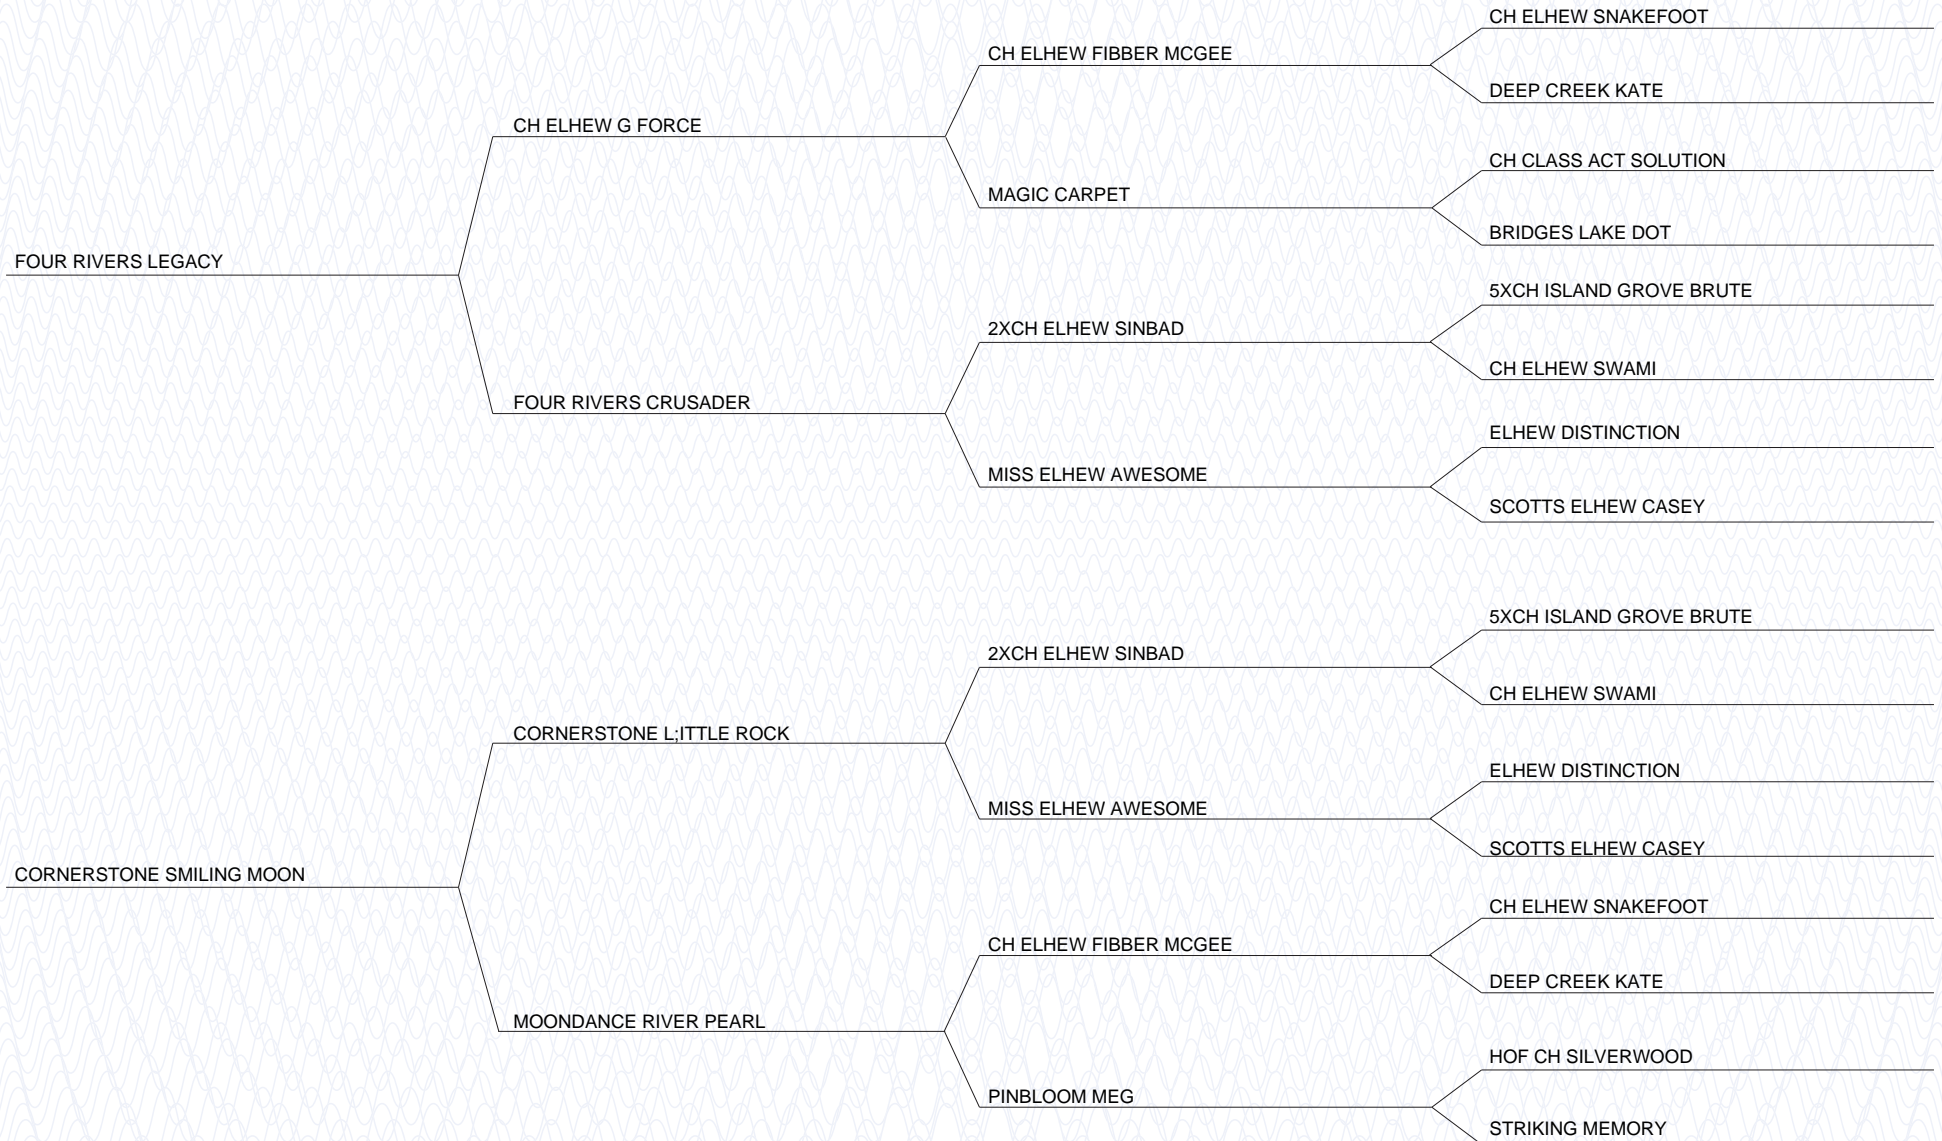 CH ELHEW SNAKEFOOT
CH ELHEW FIBBER MCGEE
DEEP CREEK KATE
CH ELHEW G FORCE
CH CLASS ACT SOLUTION
MAGIC CARPET
BRIDGES LAKE DOT
FOUR RIVERS LEGACY
5XCH ISLAND GROVE BRUTE
2XCH ELHEW SINBAD
CH ELHEW SWAMI
FOUR RIVERS CRUSADER
ELHEW DISTINCTION
MISS ELHEW AWESOME
SCOTTS ELHEW CASEY
5XCH ISLAND GROVE BRUTE
2XCH ELHEW SINBAD
CH ELHEW SWAMI
CORNERSTONE L;ITTLE ROCK
ELHEW DISTINCTION
MISS ELHEW AWESOME
SCOTTS ELHEW CASEY
CORNERSTONE SMILING MOON
CH ELHEW SNAKEFOOT
CH ELHEW FIBBER MCGEE
DEEP CREEK KATE
MOONDANCE RIVER PEARL
HOF CH SILVERWOOD
PINBLOOM MEG
STRIKING MEMORY